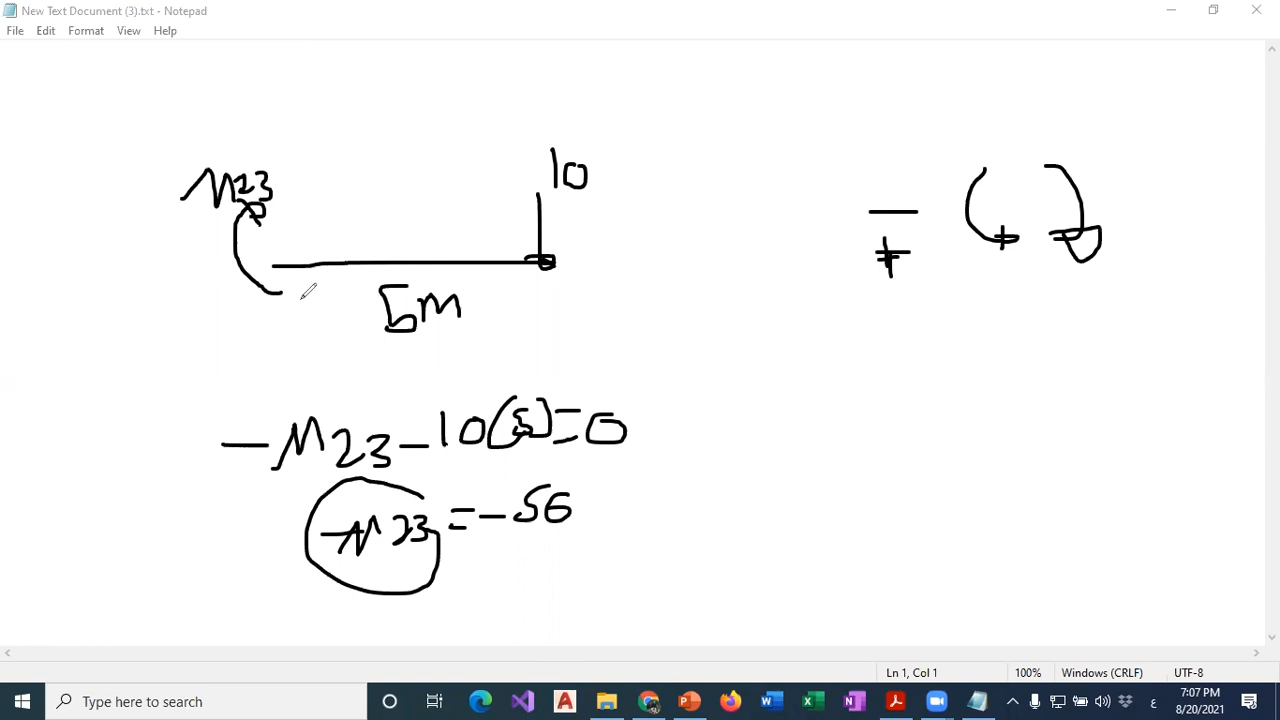 New Text Document (3).txt - Notepad
File Edit Format View Help
10
M23
5m
-M23-10(5)=0
-M23=-50
- +
+ -
Ln 1, Col 1 100% Windows (CRLF) UTF-8
Type here to search
ع
7:07 PM
8/20/2021